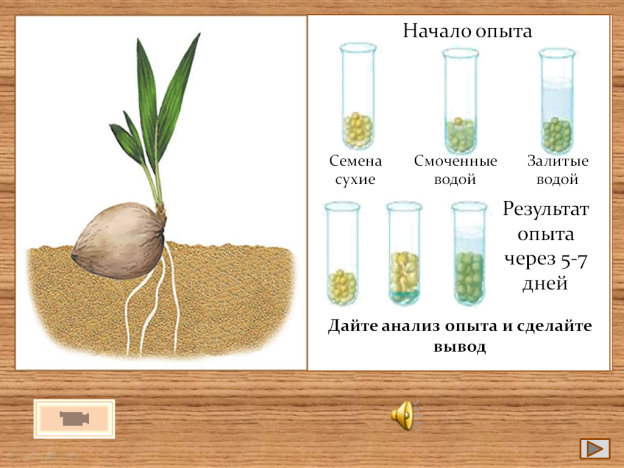 Начало опыта
Семена сухие
Смоченные водой
Залитые водой
Результат
опыта
через 5-7
дней
Дайте анализ опыта и сделайте
вывод